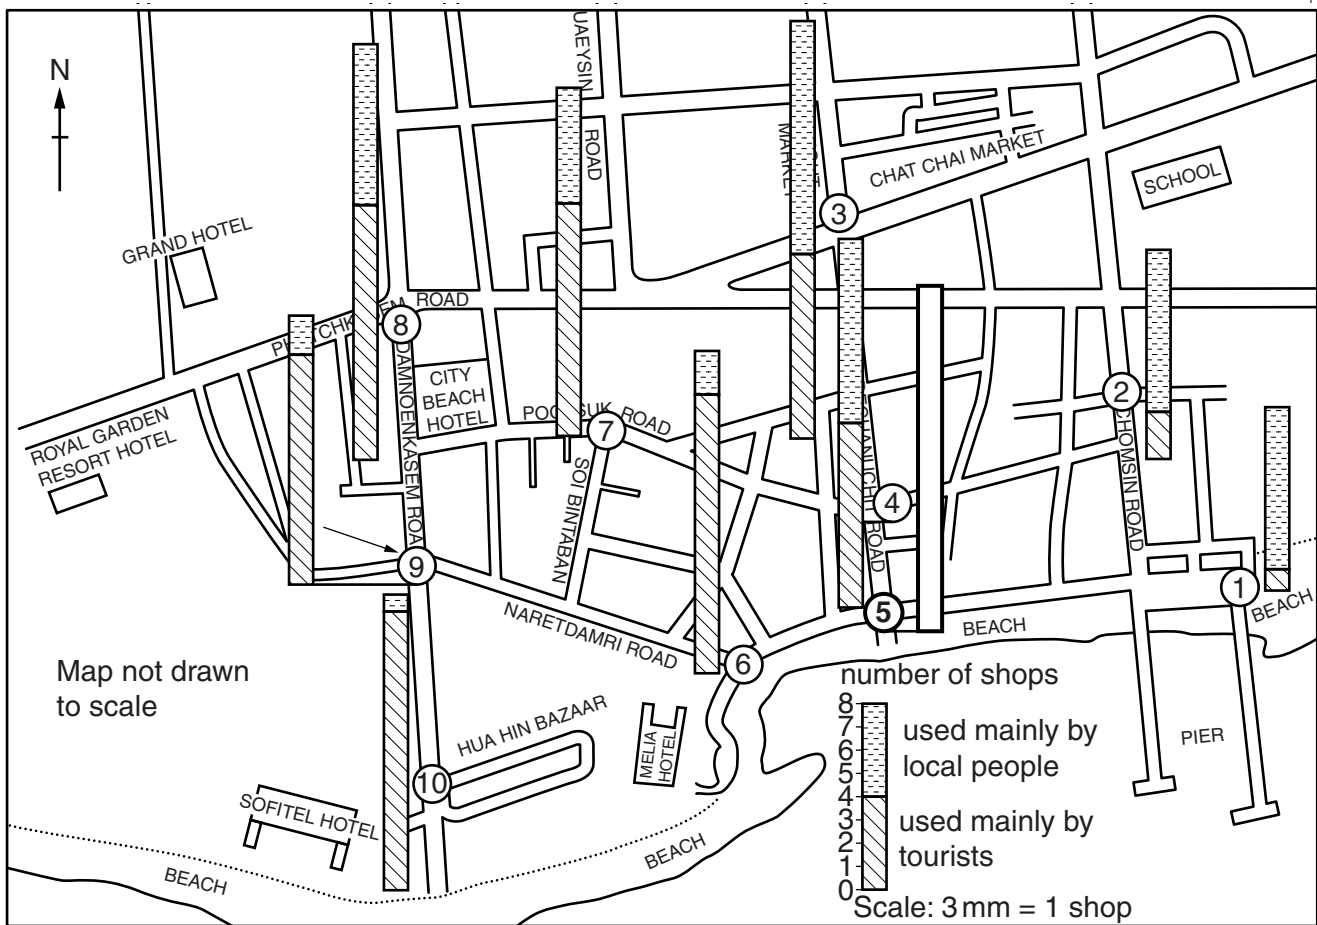 UAEYSIN
ROAD
N
MARKET
CHAT CHAI MARKET
SCHOOL
3
GRAND HOTEL
ROAD
8
CITY
BEACH
HOTEL
ROAD
2
ROYAL GARDEN
RESORT HOTEL
DAMNOENKASEM ROA
7
SOI BINTABAN
4
ROAD
CHOMSIN ROAD
9
1
BEACH
5
BEACH
NARETDAMRI ROAD
6
Map not drawn
to scale
number of shops
8
7
6
5
4
3
2
1
0
used mainly by
local people
used mainly by
tourists
Scale: 3 mm = 1 shop
HUA HIN BAZAAR
MELIA
HOTEL
PIER
10
SOFITEL HOTEL
BEACH
BEACH